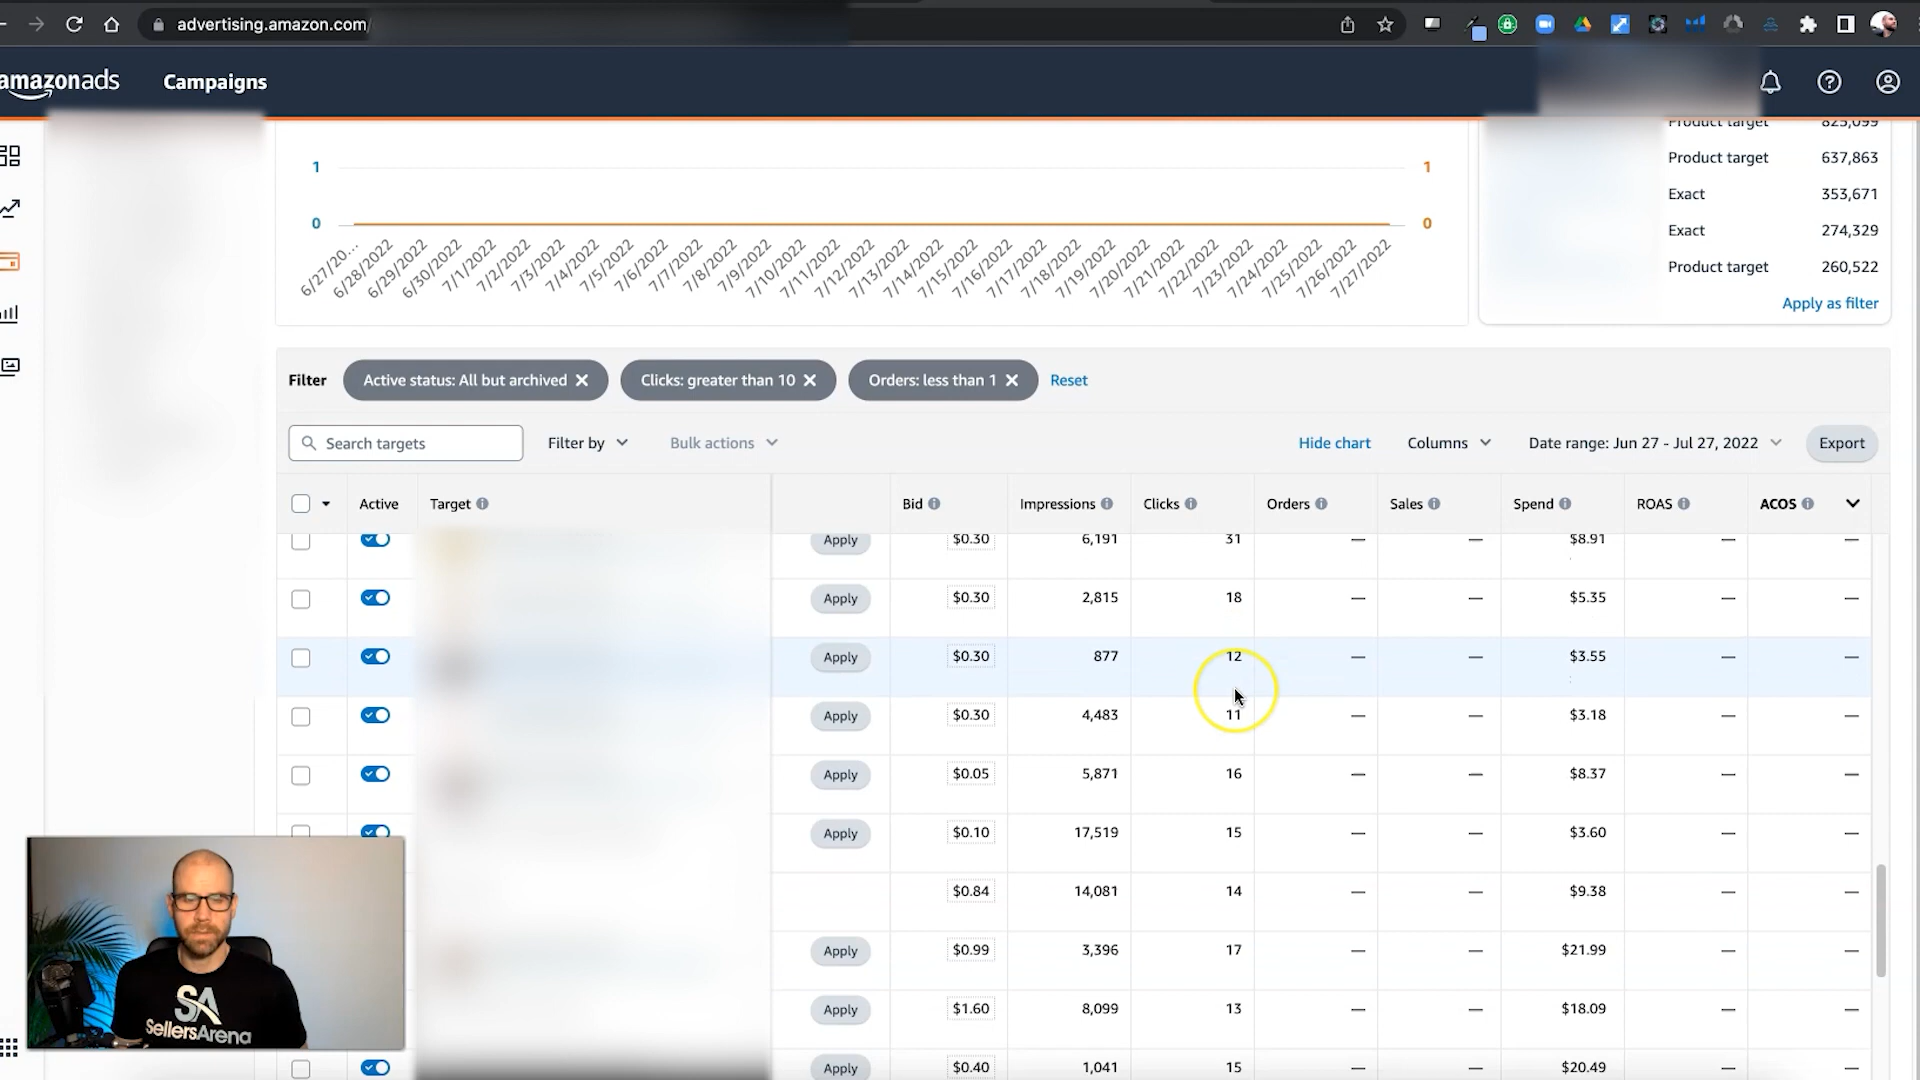 advertising.amazon.com
amazonads Campaigns
Product target 825,099
1 1
Product target 637,863
Exact 353,671
0 0
Exact 274,329
6/27/20... 6/28/2022 6/29/2022 6/30/2022 7/1/2022 7/2/2022 7/3/2022 7/4/2022 7/5/2022 7/6/2022 7/7/2022 7/8/2022 7/9/2022 7/10/2022 7/11/2022 7/12/2022 7/13/2022 7/14/2022 7/15/2022 7/16/2022 7/17/2022 7/18/2022 7/19/2022 7/20/2022 7/21/2022 7/22/2022 7/23/2022 7/24/2022 7/25/2022 7/26/2022 7/27/2022
Product target 260,522
Apply as filter
Filter Active status: All but archived Clicks: greater than 10 Orders: less than 1 Reset
Search targets Filter by Bulk actions Hide chart Columns Date range: Jun 27 - Jul 27, 2022 Export
Active Target Bid Impressions Clicks Orders Sales Spend ROAS ACOS
Apply $0.30 6,191 31 — — $8.91 — —
Apply $0.30 2,815 18 — — $5.35 — —
Apply $0.30 877 12 — — $3.55 — —
Apply $0.30 4,483 11 — — $3.18 — —
Apply $0.05 5,871 16 — — $8.37 — —
Apply $0.10 17,519 15 — — $3.60 — —
$0.84 14,081 14 — — $9.38 — —
Apply $0.99 3,396 17 — — $21.99 — —
Apply $1.60 8,099 13 — — $18.09 — —
Apply $0.40 1,041 15 — — $20.49 — —
SA
SellersArena